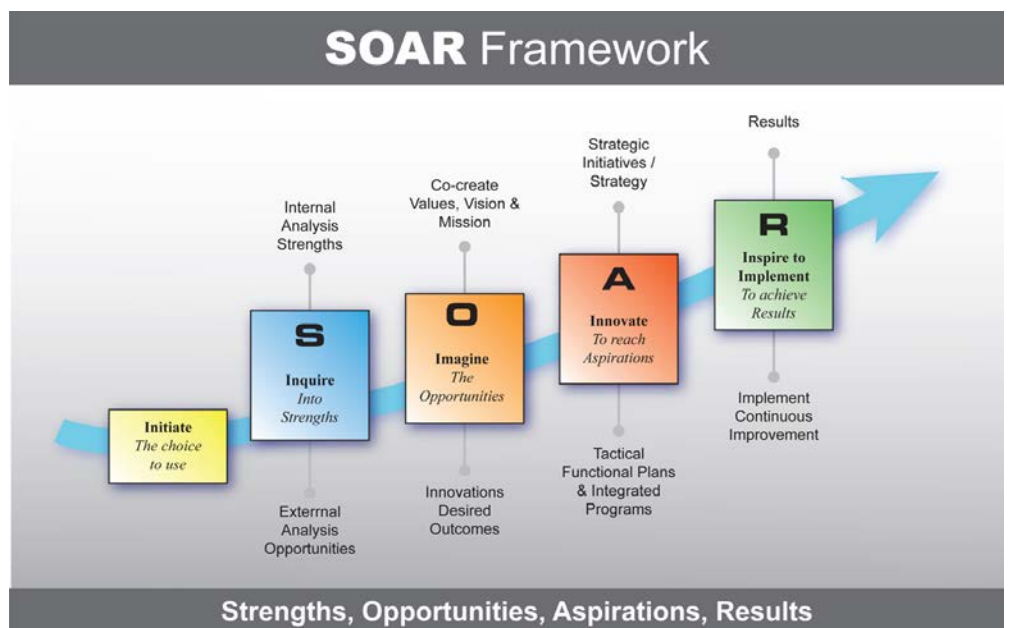 SOAR Framework
Results
Strategic
Initiatives /
Strategy
Co-create
Values, Vision &
Mission
Internal
Analysis
Strengths
R
Inspire to
Implement
To achieve
Results
A
Innovate
To reach
Aspirations
O
Imagine
The
Opportunities
S
Inquire
Into
Strengths
Initiate
The choice
to use
Implement
Continuous
Improvement
Tactical
Functional Plans
& Integrated
Programs
Innovations
Desired
Outcomes
External
Analysis
Opportunities
Strengths, Opportunities, Aspirations, Results